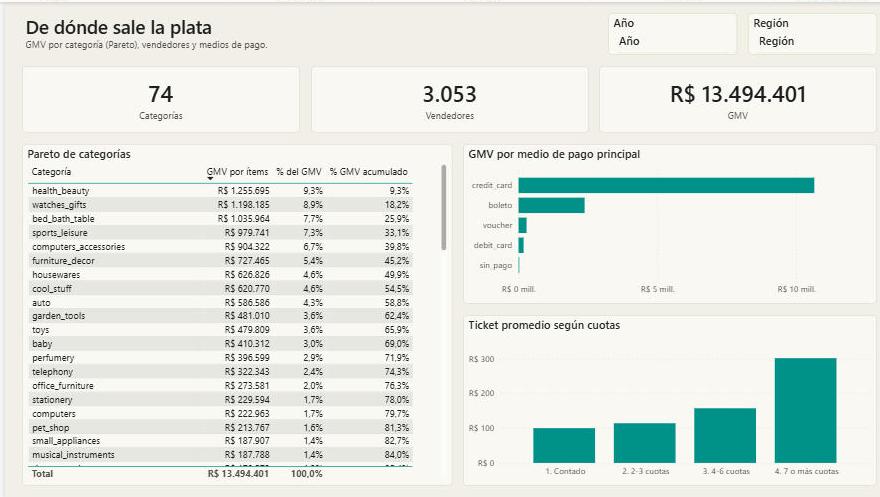 De dónde sale la plata
GMV por categoría (Pareto), vendedores y medios de pago.
Año
Año
Región
Región
74
Categorías
3.053
Vendedores
R$ 13.494.401
GMV
Pareto de categorías
Categoría GMV por ítems % del GMV % GMV acumulado
health_beauty R$ 1.255.695 9,3% 9,3%
watches_gifts R$ 1.198.185 8,9% 18,2%
bed_bath_table R$ 1.035.964 7,7% 25,9%
sports_leisure R$ 979.741 7,3% 33,1%
computers_accessories R$ 904.322 6,7% 39,8%
furniture_decor R$ 727.465 5,4% 45,2%
housewares R$ 626.826 4,6% 49,9%
cool_stuff R$ 620.770 4,6% 54,5%
auto R$ 586.586 4,3% 58,8%
garden_tools R$ 481.010 3,6% 62,4%
toys R$ 479.809 3,6% 65,9%
baby R$ 410.312 3,0% 69,0%
perfumery R$ 396.599 2,9% 71,9%
telephony R$ 322.343 2,4% 74,3%
office_furniture R$ 273.581 2,0% 76,3%
stationery R$ 229.594 1,7% 78,0%
computers R$ 222.963 1,7% 79,7%
pet_shop R$ 213.767 1,6% 81,3%
small_appliances R$ 187.907 1,4% 82,7%
musical_instruments R$ 187.788 1,4% 84,0%
Total R$ 13.494.401 100,0%
GMV por medio de pago principal
credit_card
boleto
voucher
debit_card
sin_pago
R$ 0 mill. R$ 5 mill. R$ 10 mill.
Ticket promedio según cuotas
R$ 300
R$ 200
R$ 100
R$ 0
1. Contado 2. 2-3 cuotas 3. 4-6 cuotas 4. 7 o más cuotas